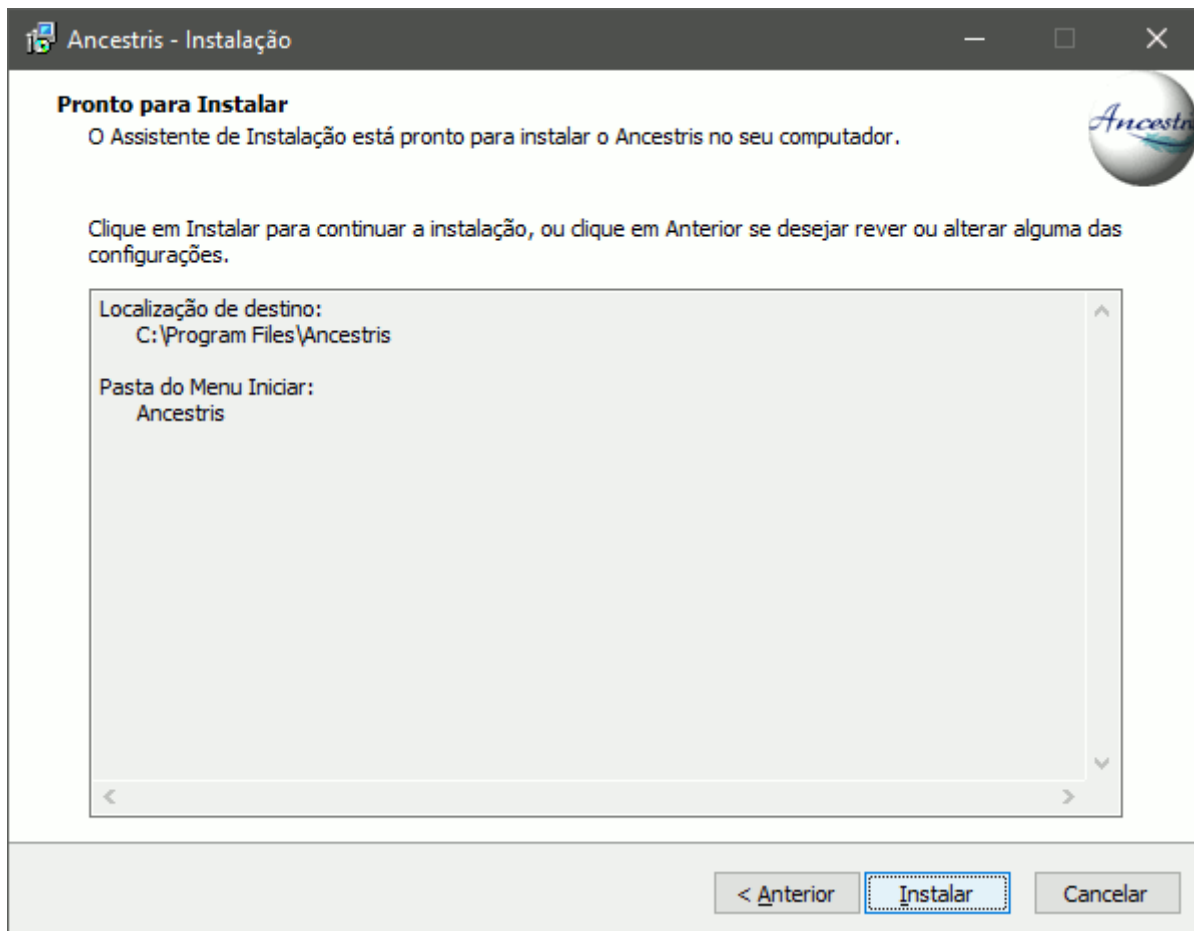 Ancestris - Instalação
Pronto para Instalar
O Assistente de Instalação está pronto para instalar o Ancestris no seu computador.
Clique em Instalar para continuar a instalação, ou clique em Anterior se desejar rever ou alterar alguma das
configurações.
Localização de destino:
C:\Program Files\Ancestris
Pasta do Menu Iniciar:
Ancestris
< Anterior
Instalar
Cancelar